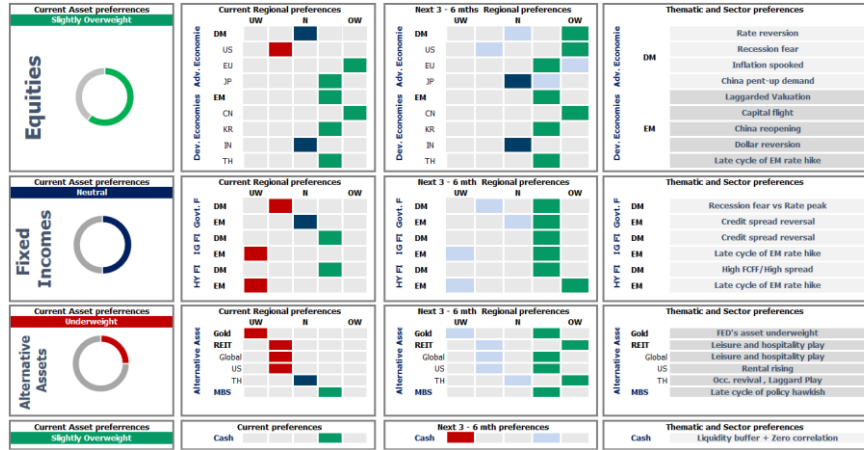 Current Asset preferrences
Slightly Overweight
Equities
Current Regional preferences
UW N OW
Adv. Economie
DM
US
EU
JP
Dev. Economies
EM
CN
KR
IN
TH
Next 3 - 6 mths Regional preferences
UW N OW
Adv. Economie
DM
US
EU
JP
Dev. Economies
EM
CN
KR
IN
TH
Thematic and Sector preferences
DM
Rate reversion
Recession fear
Inflation spooked
China pent-up demand
EM
Laggarded Valuation
Capital flight
China reopening
Dollar reversion
Late cycle of EM rate hike
Current Asset preferrences
Neutral
Fixed
Incomes
Current Regional preferences
UW N OW
Govt. F
DM
EM
IG FI
DM
EM
HY FI
DM
EM
Next 3 - 6 mth Regional preferences
UW N OW
Govt. F
DM
EM
IG FI
DM
EM
HY FI
DM
EM
Thematic and Sector preferences
Govt. F
DM Recession fear vs Rate peak
EM Credit spread reversal
IG FI
DM Credit spread reversal
EM Late cycle of EM rate hike
HY FI
DM High FCFF/High spread
EM Late cycle of EM rate hike
Current Asset preferrences
Underweight
Alternative
Assets
Current Regional preferences
UW N OW
Alternative Asse
Gold
REIT
Global
US
TH
MBS
Next 3 - 6 mth Regional preferences
UW N OW
Alternative Asse
Gold
REIT
Global
US
TH
MBS
Thematic and Sector preferences
Alternative Asse
Gold FED's asset underweight
REIT Leisure and hospitality play
Global Leisure and hospitality play
US Rental rising
TH Occ. revival , Laggard Play
MBS Late cycle of policy hawkish
Current Asset preferrences
Slightly Overweight
Current preferences
Cash
Next 3 - 6 mth preferences
Cash
Thematic and Sector preferences
Cash Liquidity buffer + Zero correlation